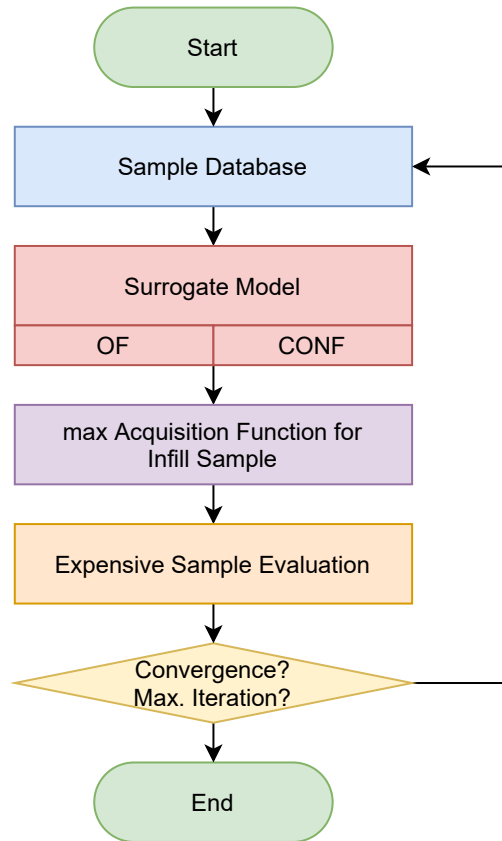 Start
Sample Database
Surrogate Model
OF
CONF
max Acquisition Function for
Infill Sample
Expensive Sample Evaluation
Convergence?
Max. Iteration?
End